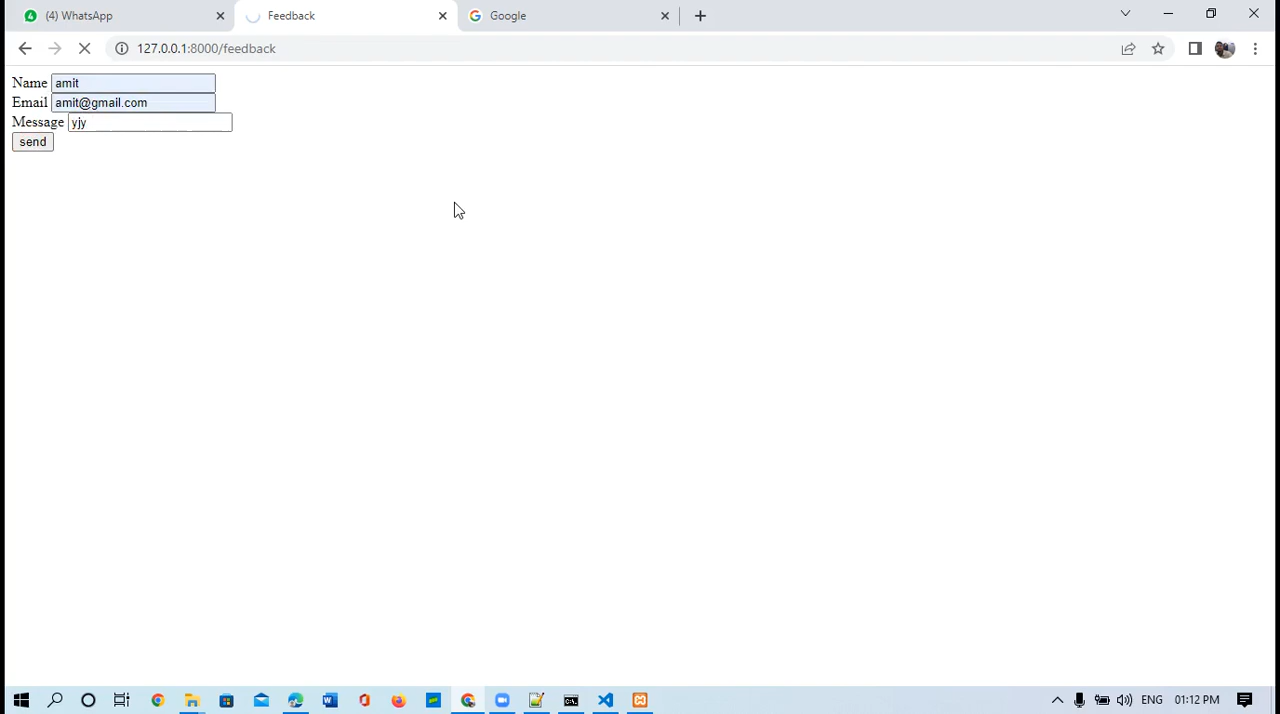 (4) WhatsApp
Feedback
Google
127.0.0.1:8000/feedback
Name amit
Email amit@gmail.com
Message yjy
send
ENG 01:12 PM